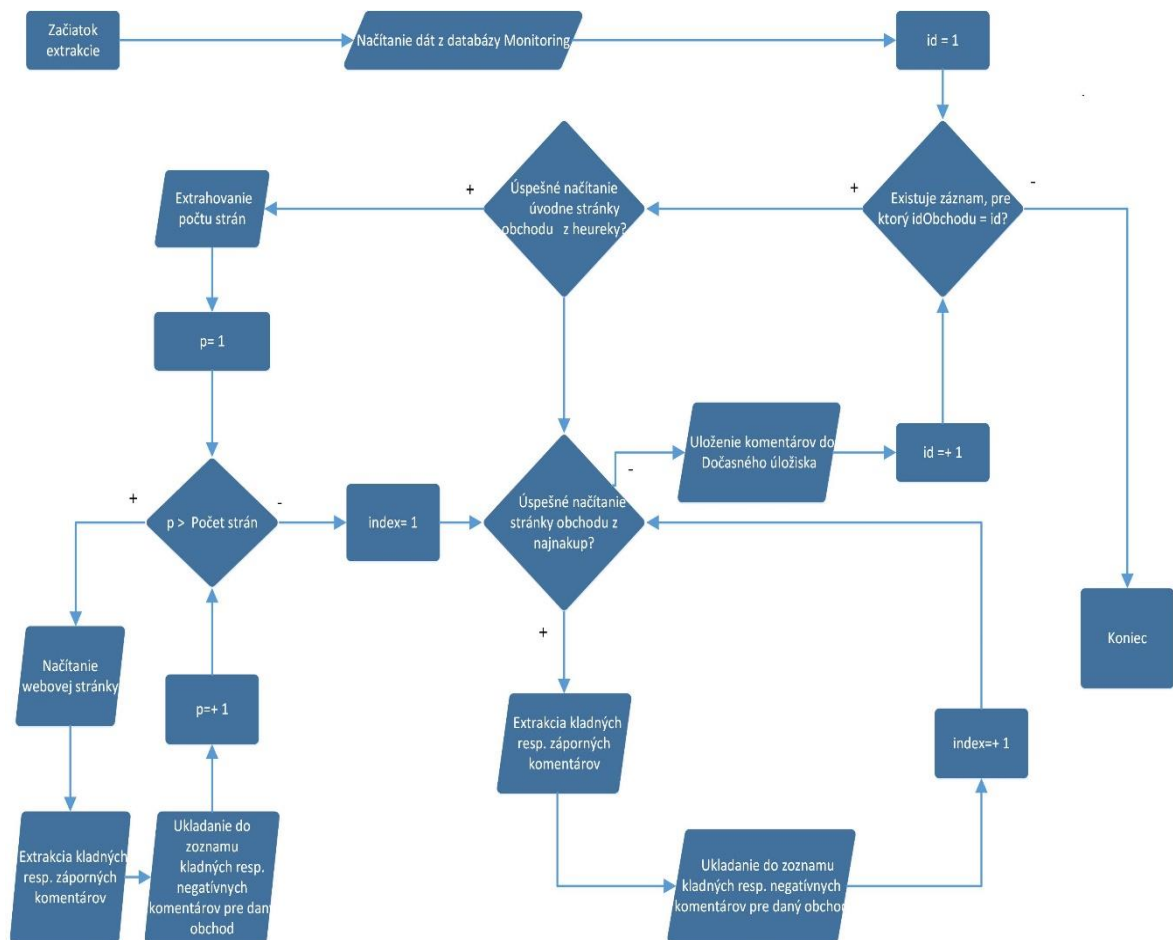 Začiatok
extrakcie
Načítanie dát z databázy Monitoring
id = 1
Existuje záznam, pre
ktorý idObchodu = id?
+
-
Úspešné načítanie
úvodne stránky
obchodu z heureky?
+
Extrahovanie
počtu strán
p= 1
p > Počet strán
+
-
Načítanie
webovej stránky
Extrakcia kladných
resp. záporných
komentárov
Ukladanie do
zoznamu
kladných resp.
negatívnych
komentárov pre daný
obchod
p=+ 1
index= 1
Úspešné načítanie
stránky obchodu z
najnakup?
-
+
Uloženie komentárov do
Dočasného úložiska
id =+ 1
Extrakcia kladných
resp. záporných
komentárov
Ukladanie do zoznamu
kladných resp. negatívnych
komentárov pre daný obchod
index=+ 1
Koniec